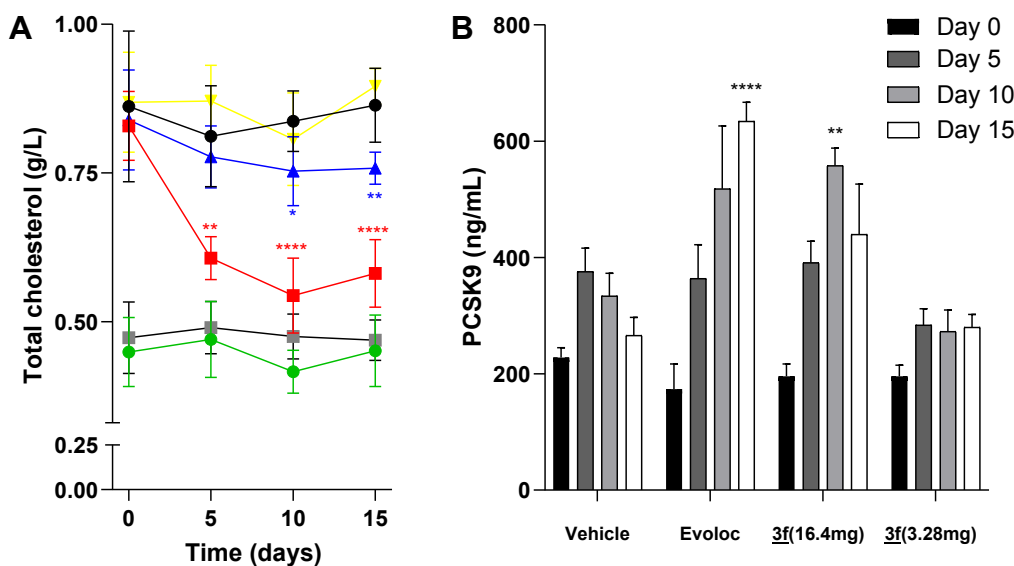 A
Total cholesterol (g/L)
1.00
0.75
0.50
0.25
0.00
**
*
****
**
****
0
5
10
15
Time (days)
B
PCSK9 (ng/mL)
800
600
400
200
0
****
**
Day 0
Day 5
Day 10
Day 15
Vehicle
Evoloc
3f(16.4mg)
3f(3.28mg)